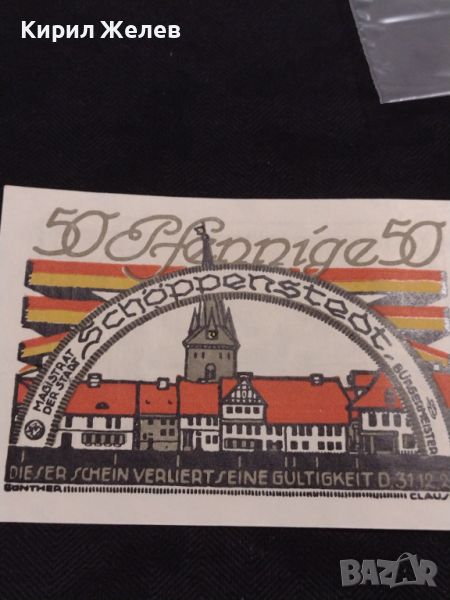 Кирил Желев
50 Pfennige 50
Schöppenstedt
MAGISTRAT
DER STADT
BÜRGERMEISTER
DIESER SCHEIN VERLIERT SEINE GÜLTIGKEIT D. 31.12.2
GÜNTHER CLAUS
BAZAR